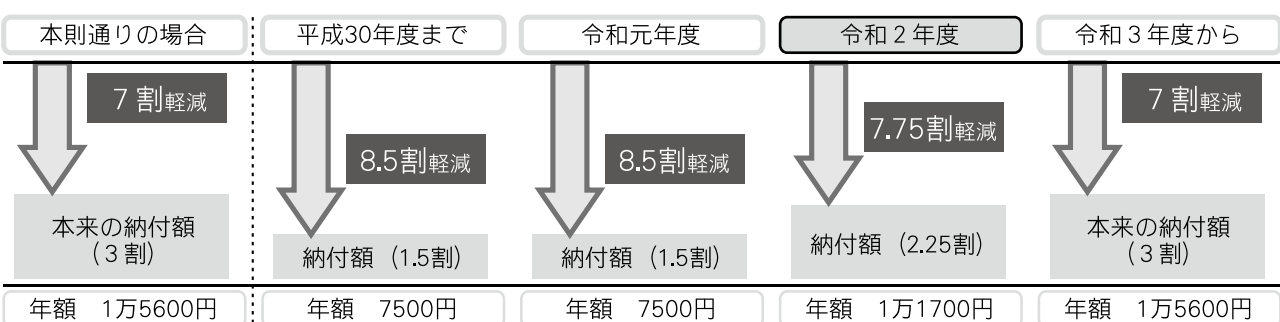 本則通りの場合
平成30年度まで
令和元年度
令和２年度
令和３年度から
７割軽減
8.5割軽減
8.5割軽減
7.75割軽減
７割軽減
本来の納付額
（３割）
納付額（1.5割）
納付額（1.5割）
納付額（2.25割）
本来の納付額
（３割）
年額　1万5600円
年額　7500円
年額　7500円
年額　1万1700円
年額　1万5600円